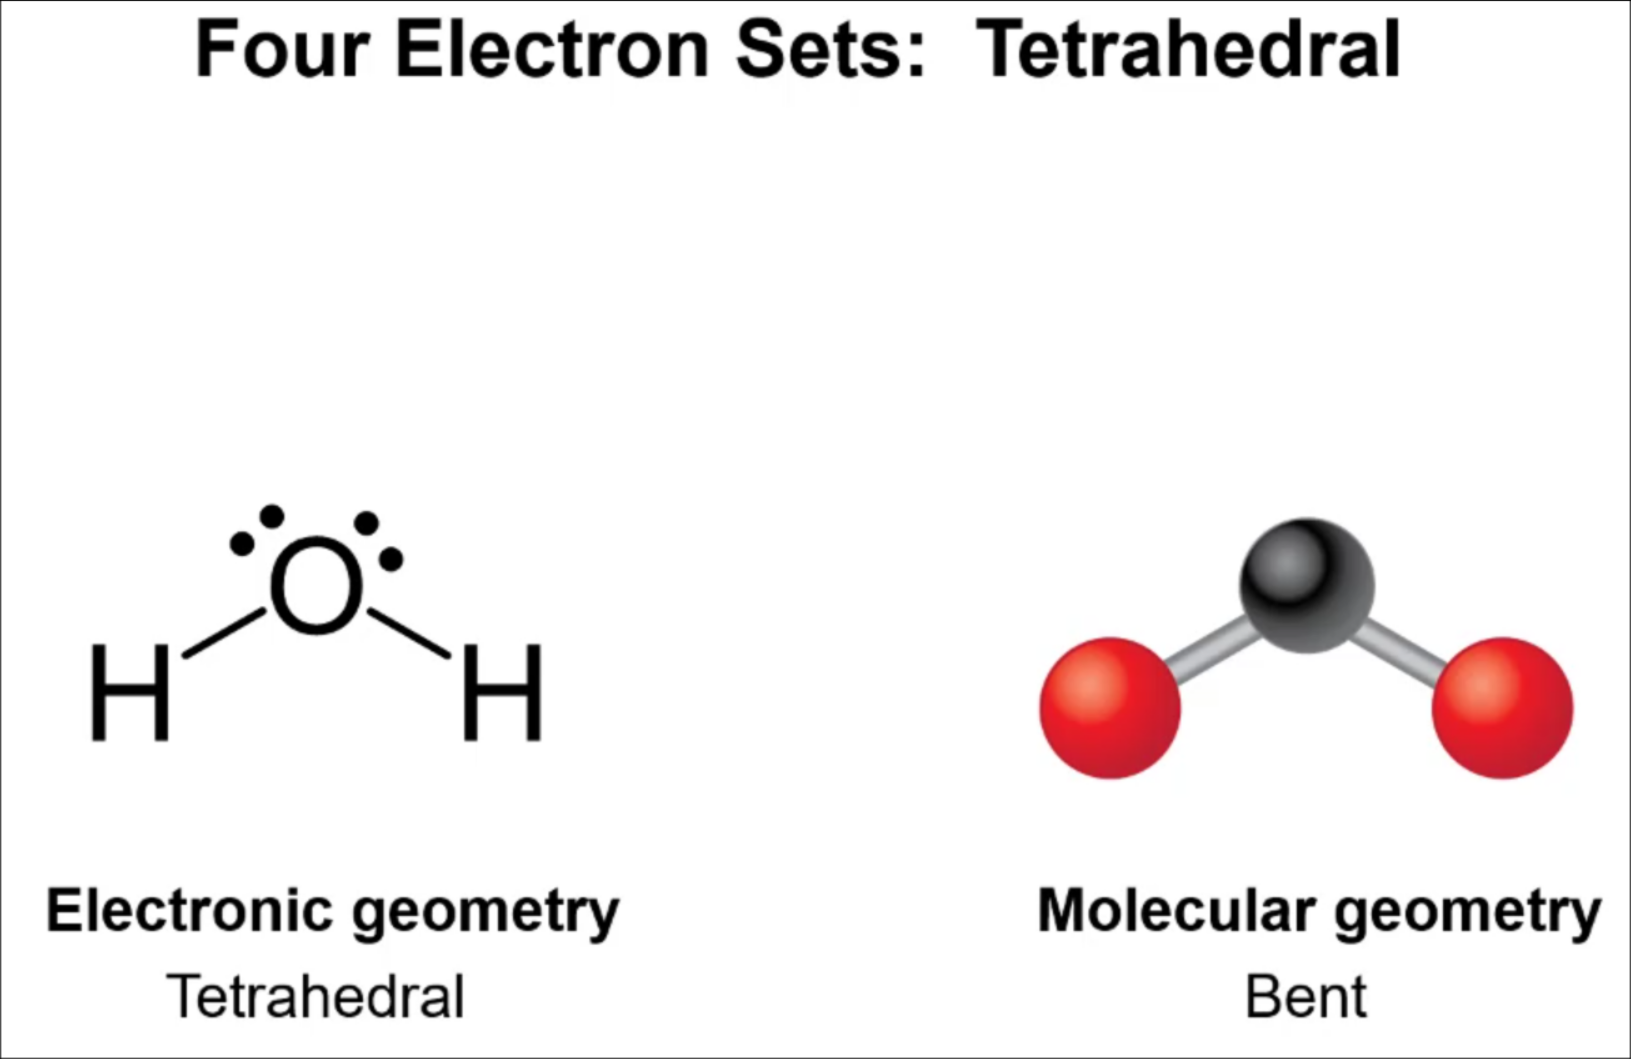 Four Electron Sets: Tetrahedral
O
H H
Electronic geometry
Tetrahedral
Molecular geometry
Bent